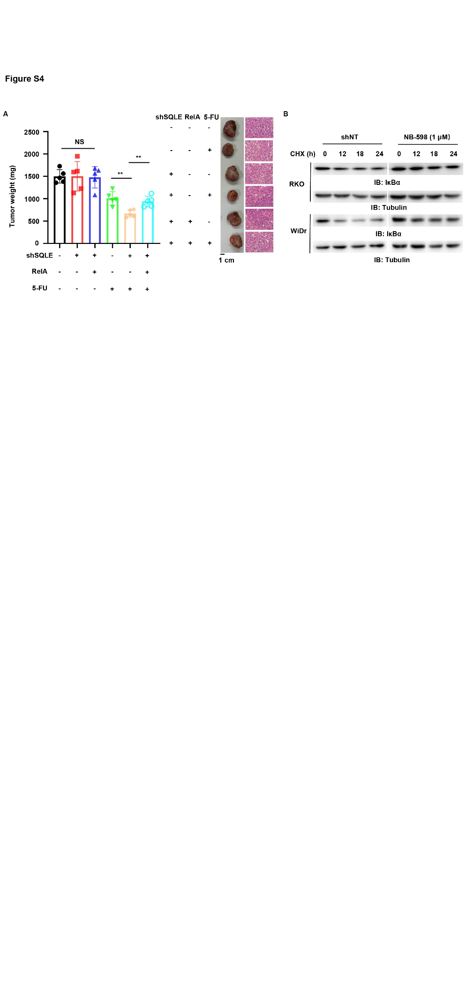 Figure S4
A
Tumor weight (mg)
2500
2000
1500
1000
500
0
NS
**
**
shSQLE - + + - + +
RelA - - + - - +
5-FU - - - + + +
shSQLE RelA 5-FU
- - -
- - +
+ - -
+ - +
+ + -
+ + +
1 cm
B
shNT NB-598 (1 μM)
CHX (h) 0 12 18 24 0 12 18 24
RKO
IB: IκBα
IB: Tubulin
WiDr
IB: IκBα
IB: Tubulin